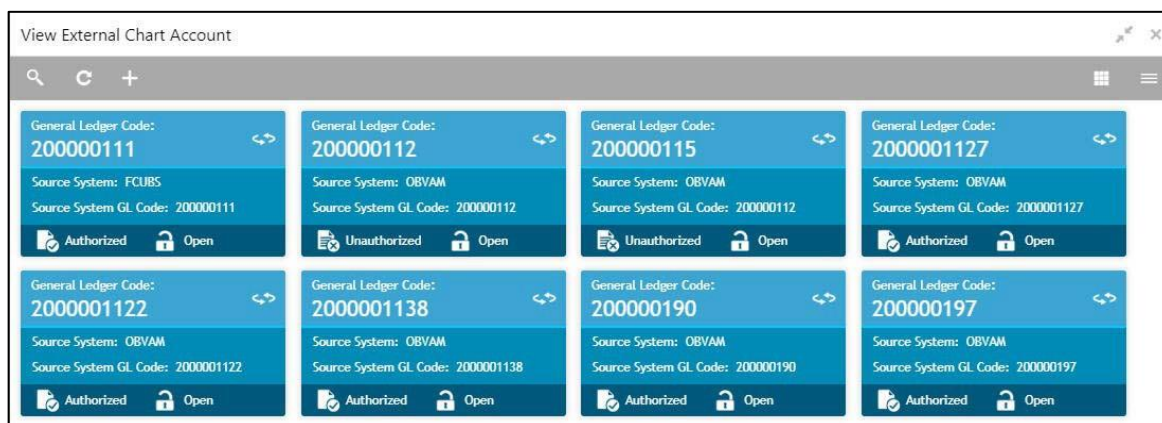 View External Chart Account
General Ledger Code:
200000111
Source System: FCUBS
Source System GL Code: 200000111
Authorized Open
General Ledger Code:
200000112
Source System: OBVAM
Source System GL Code: 200000112
Unauthorized Open
General Ledger Code:
200000115
Source System: OBVAM
Source System GL Code: 200000112
Unauthorized Open
General Ledger Code:
2000001127
Source System: OBVAM
Source System GL Code: 2000001127
Authorized Open
General Ledger Code:
2000001122
Source System: OBVAM
Source System GL Code: 2000001122
Authorized Open
General Ledger Code:
2000001138
Source System: OBVAM
Source System GL Code: 2000001138
Authorized Open
General Ledger Code:
200000190
Source System: OBVAM
Source System GL Code: 200000190
Authorized Open
General Ledger Code:
200000197
Source System: OBVAM
Source System GL Code: 200000197
Authorized Open